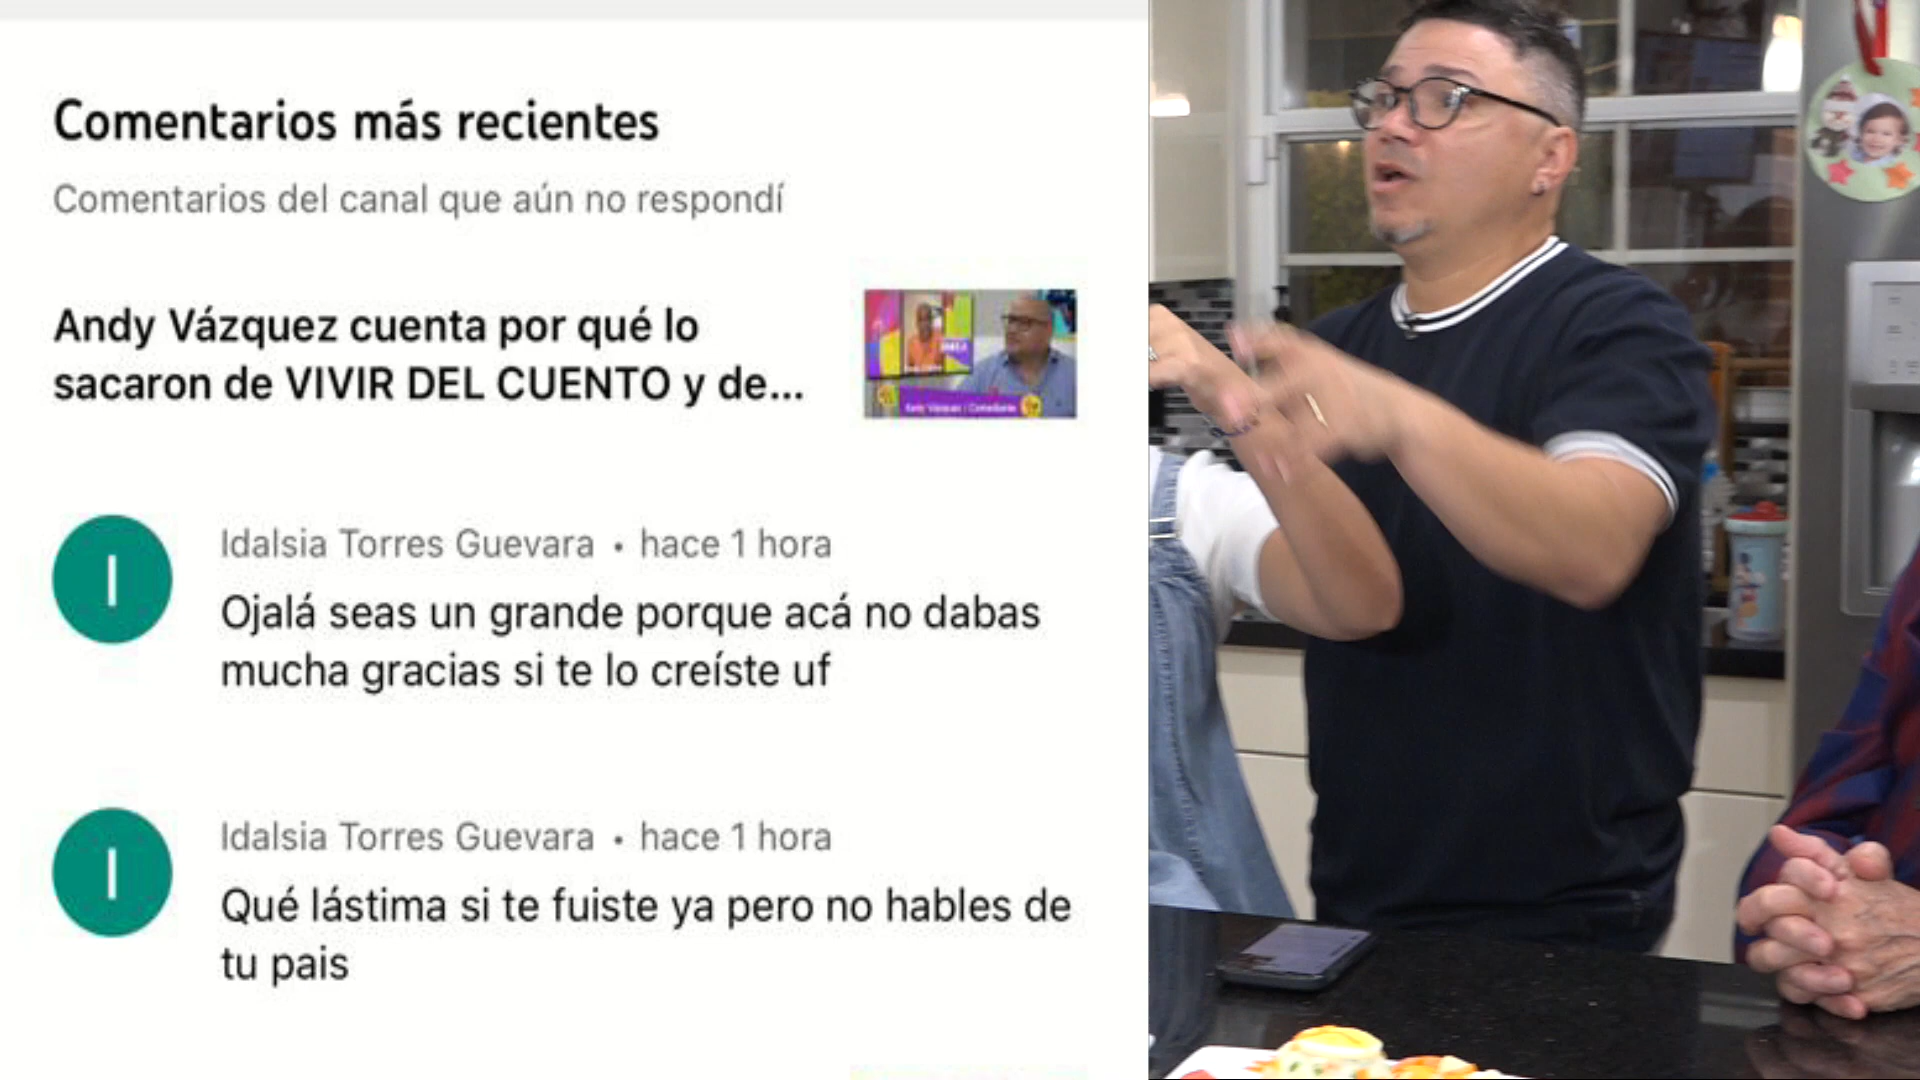 Comentarios más recientes
Comentarios del canal que aún no respondí
Andy Vázquez cuenta por qué lo
sacaron de VIVIR DEL CUENTO y de...
Idalsia Torres Guevara • hace 1 hora
Ojalá seas un grande porque acá no dabas
mucha gracias si te lo creíste uf
Idalsia Torres Guevara • hace 1 hora
Qué lástima si te fuiste ya pero no hables de
tu pais